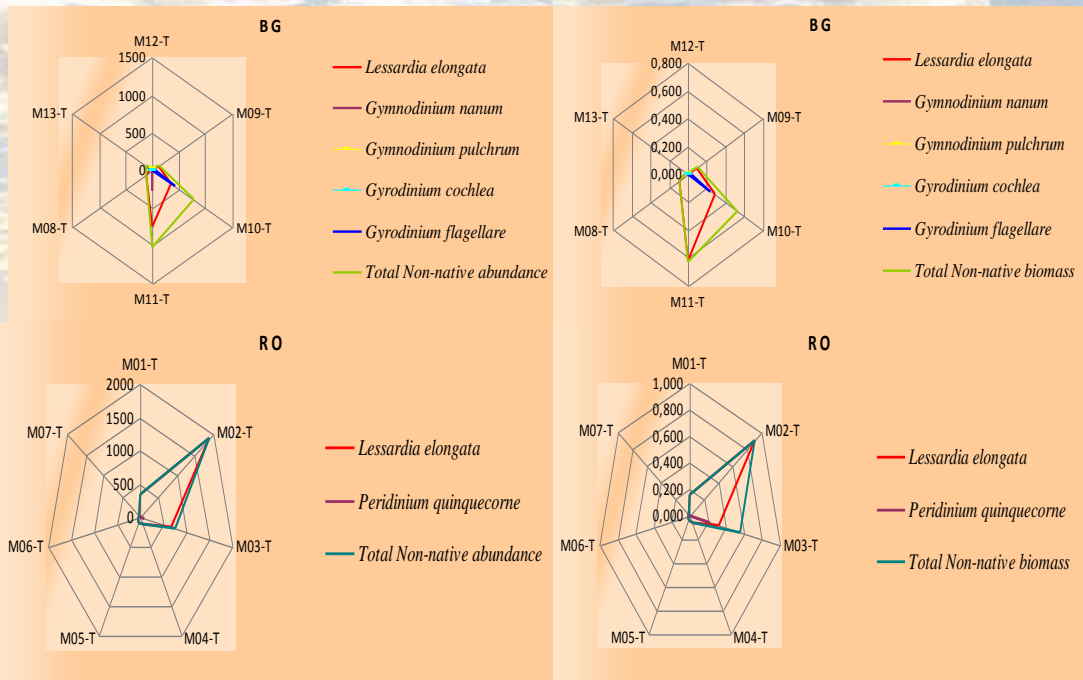 BG
M12-T
1500
1000
500
0
M13-T
M09-T
M08-T
M10-T
M11-T
Lessardia elongata
Gymnodinium nanum
Gymnodinium pulchrum
Gyrodinium cochlea
Gyrodinium flagellare
Total Non-native abundance
BG
M12-T
0,800
0,600
0,400
0,200
0,000
M13-T
M09-T
M08-T
M10-T
M11-T
Lessardia elongata
Gymnodinium nanum
Gymnodinium pulchrum
Gyrodinium cochlea
Gyrodinium flagellare
Total Non-native biomass
RO
M01-T
2000
1500
1000
500
0
M07-T
M02-T
M06-T
M03-T
M05-T
M04-T
Lessardia elongata
Peridinium quinquecorne
Total Non-native abundance
RO
M01-T
1,000
0,800
0,600
0,400
0,200
0,000
M07-T
M02-T
M06-T
M03-T
M05-T
M04-T
Lessardia elongata
Peridinium quinquecorne
Total Non-native biomass